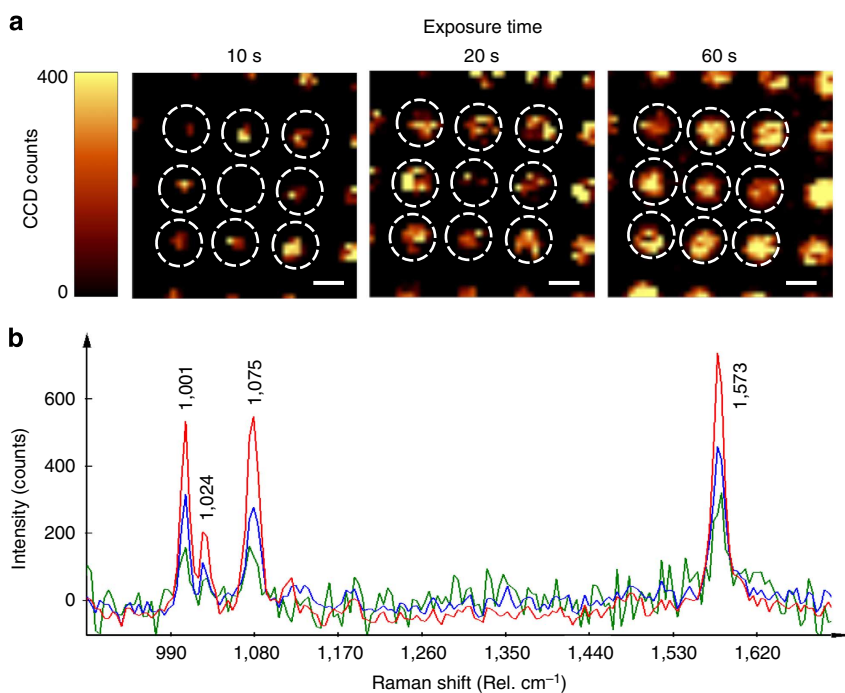 a
Exposure time
10 s 20 s 60 s
400
CCD counts
0
b
1,001
1,024
1,075
1,573
Intensity (counts)
600
400
200
0
990 1,080 1,170 1,260 1,350 1,440 1,530 1,620
Raman shift (Rel. cm⁻¹)